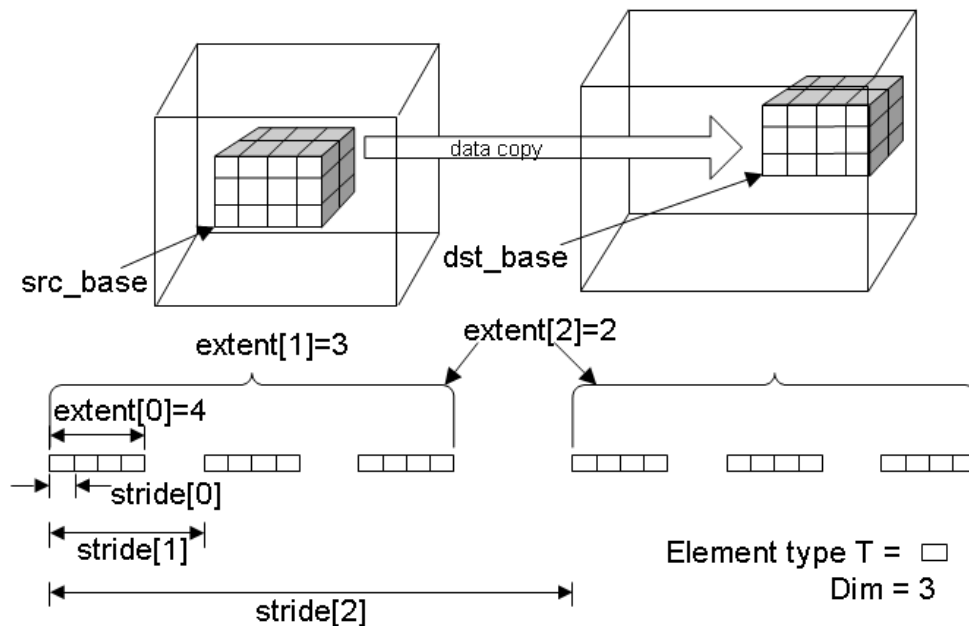 data copy
src_base
dst_base
extent[1]=3
extent[2]=2
extent[0]=4
stride[0]
stride[1]
stride[2]
Element type T =
Dim = 3